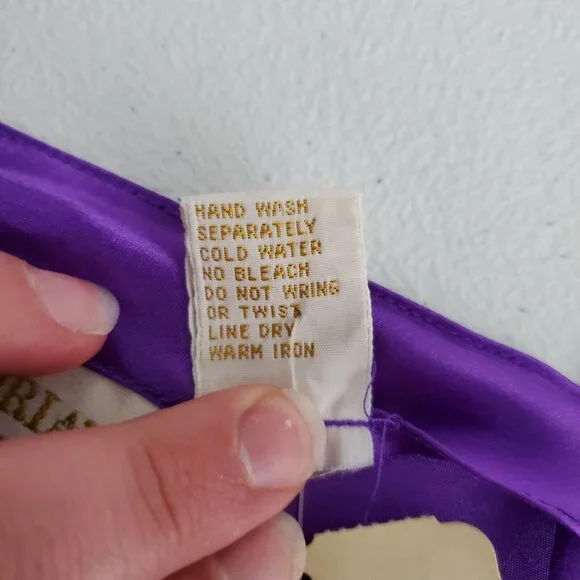 HAND WASH
SEPARATELY
COLD WATER
NO BLEACH
DO NOT WRING
OR TWIST
LINE DRY
WARM IRON